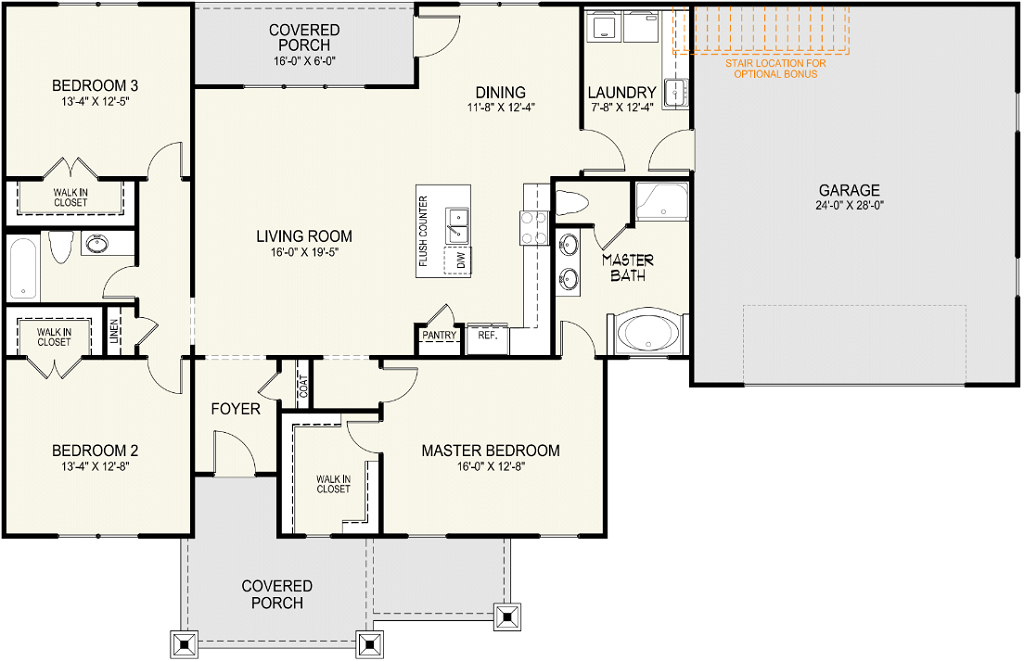 COVERED
PORCH
16'-0" X 6'-0"
BEDROOM 3
13'-4" X 12'-5"
DINING
11'-8" X 12'-4"
LAUNDRY
7'-8" X 12'-4"
STAIR LOCATION FOR
OPTIONAL BONUS
GARAGE
24'-0" X 28'-0"
WALK IN
CLOSET
LIVING ROOM
16'-0" X 19'-5"
FLUSH COUNTER
D/W
MASTER
BATH
WALK IN
CLOSET
LINEN
PANTRY
REF.
COAT
FOYER
BEDROOM 2
13'-4" X 12'-8"
MASTER BEDROOM
16'-0" X 12'-8"
WALK IN
CLOSET
COVERED
PORCH